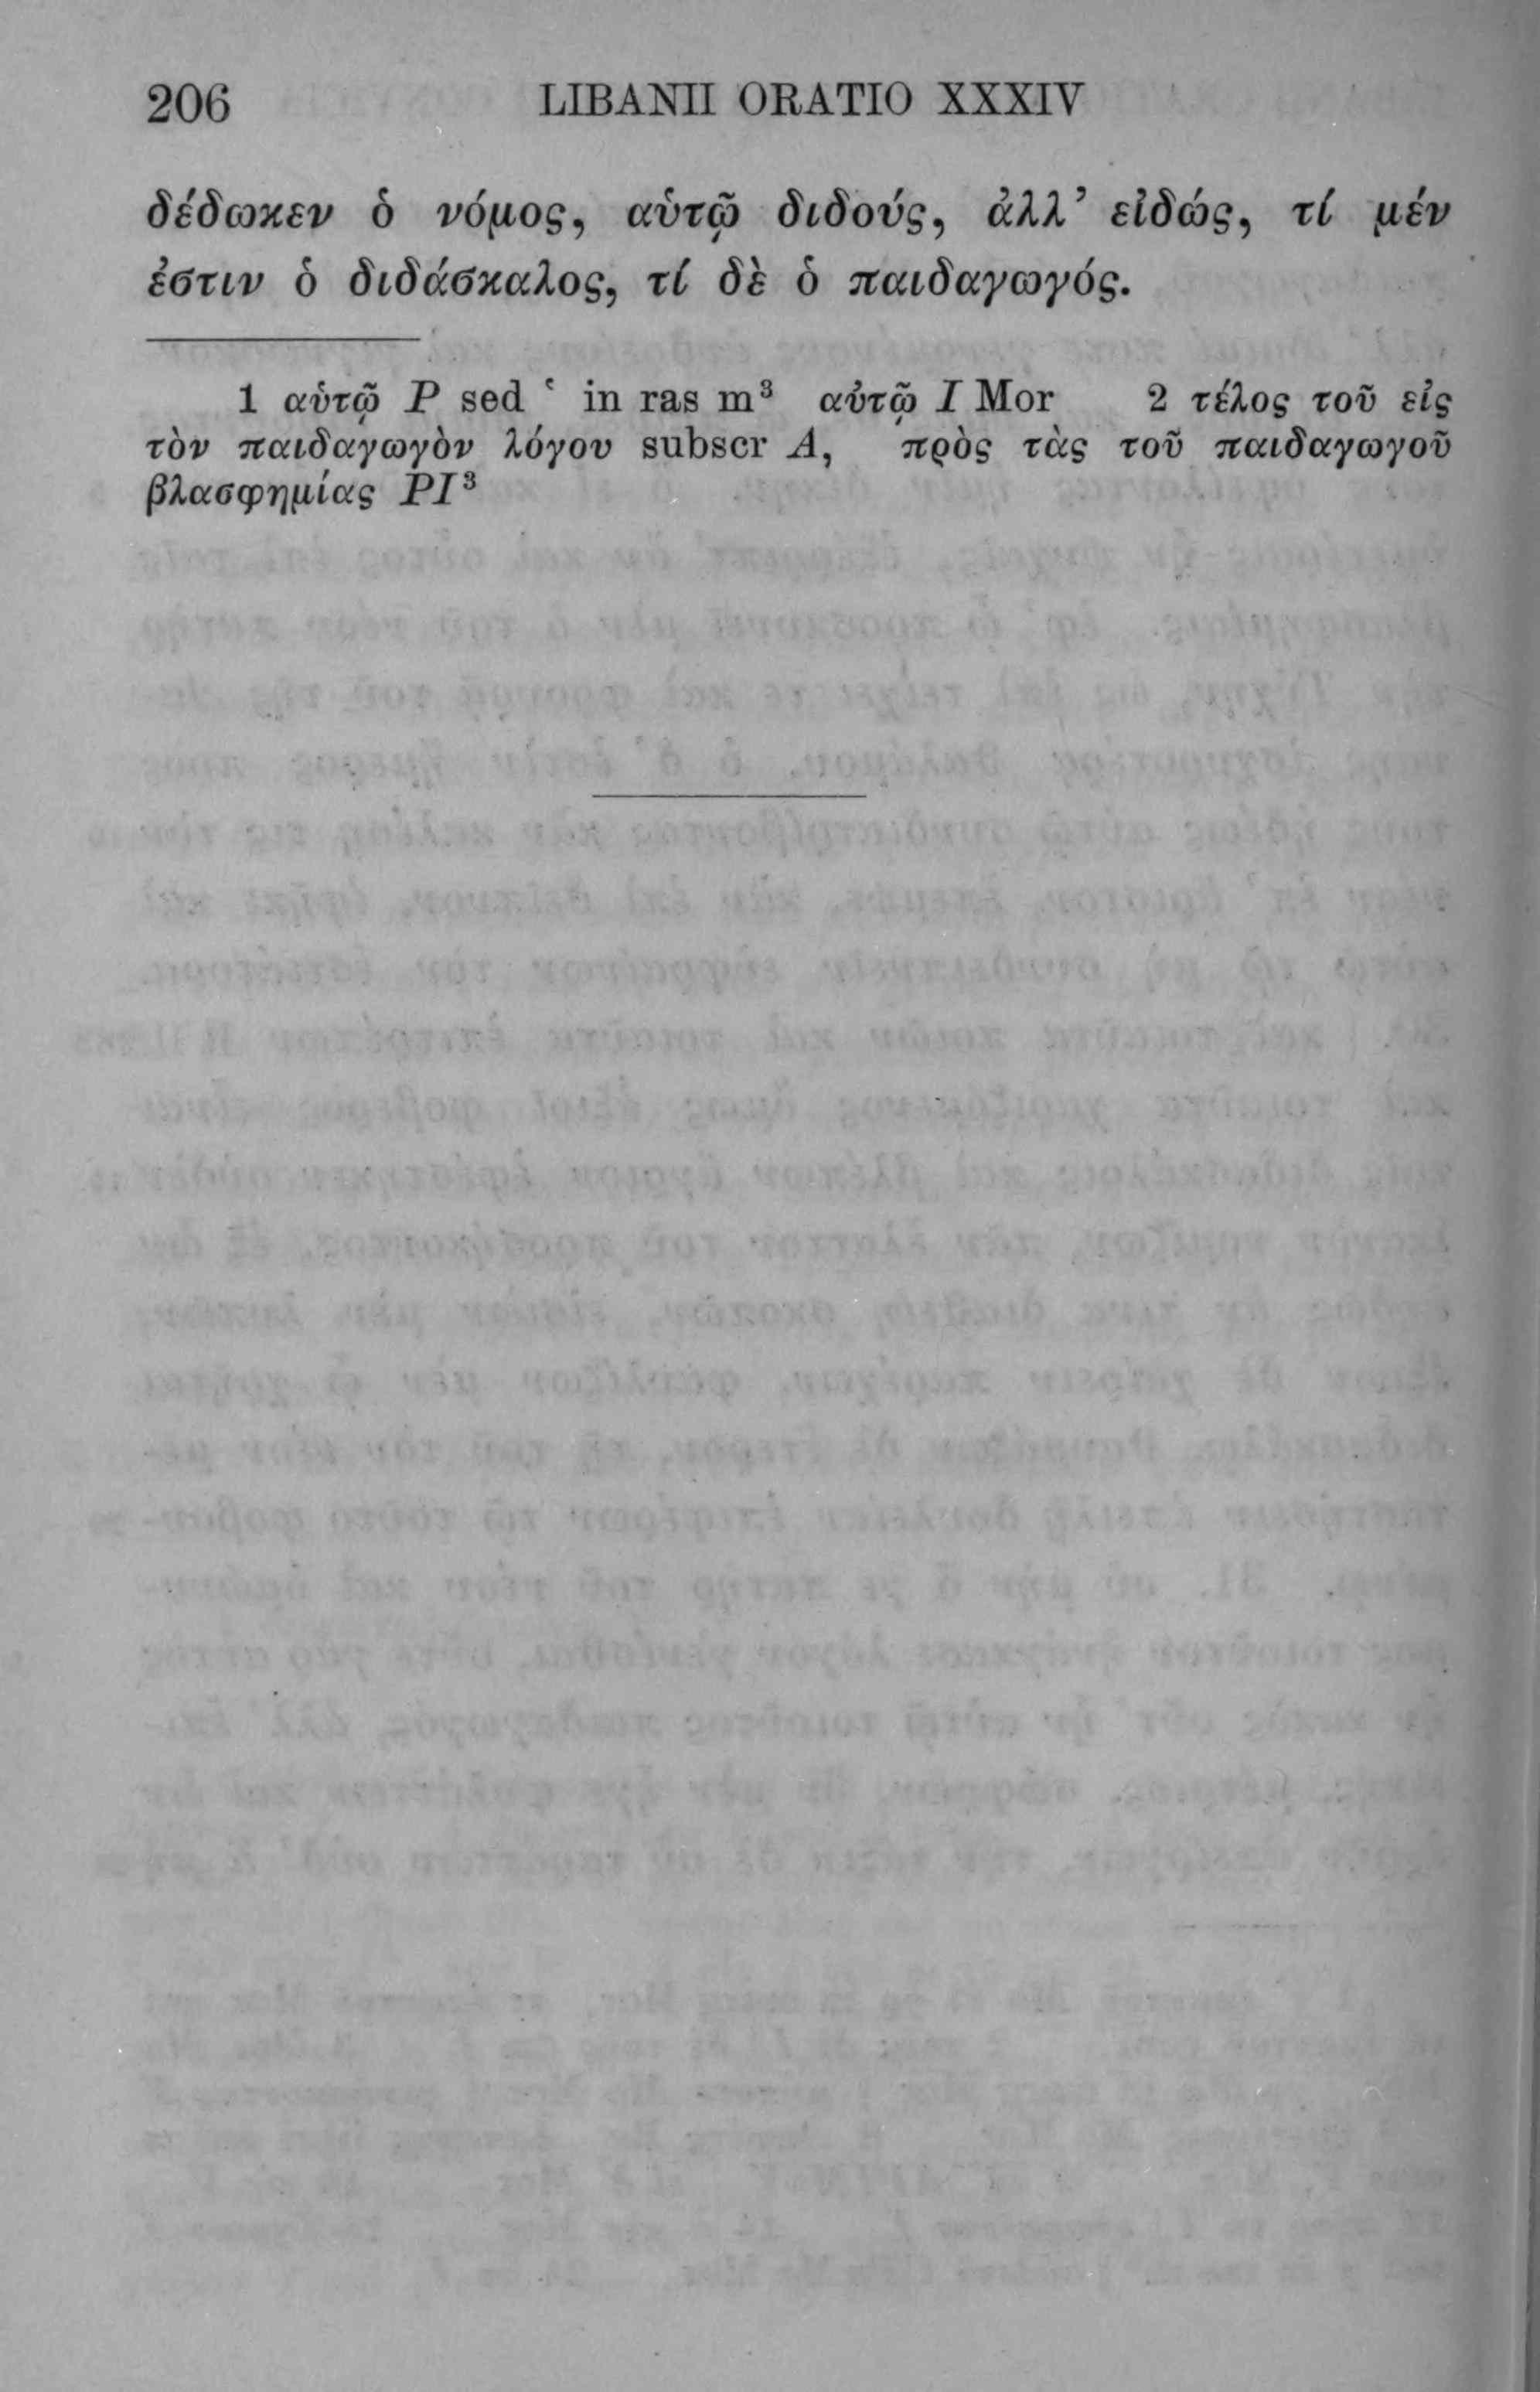 206 LIBANII ORATIO XXXIV
δέδωκεν ὁ νόμος, αὑτῷ διδούς, ἀλλ’ εἰδώς, τί μέν
ἐστιν ὁ διδάσκαλος, τί δὲ ὁ παιδαγωγός.
1 αὑτῷ P sed ‛ in ras m³ αὐτῷ I Mor 2 τέλος τοῦ εἰς
τὸν παιδαγωγὸν λόγου subscr A, πρὸς τὰς τοῦ παιδαγωγοῦ
βλασφημίας PI³